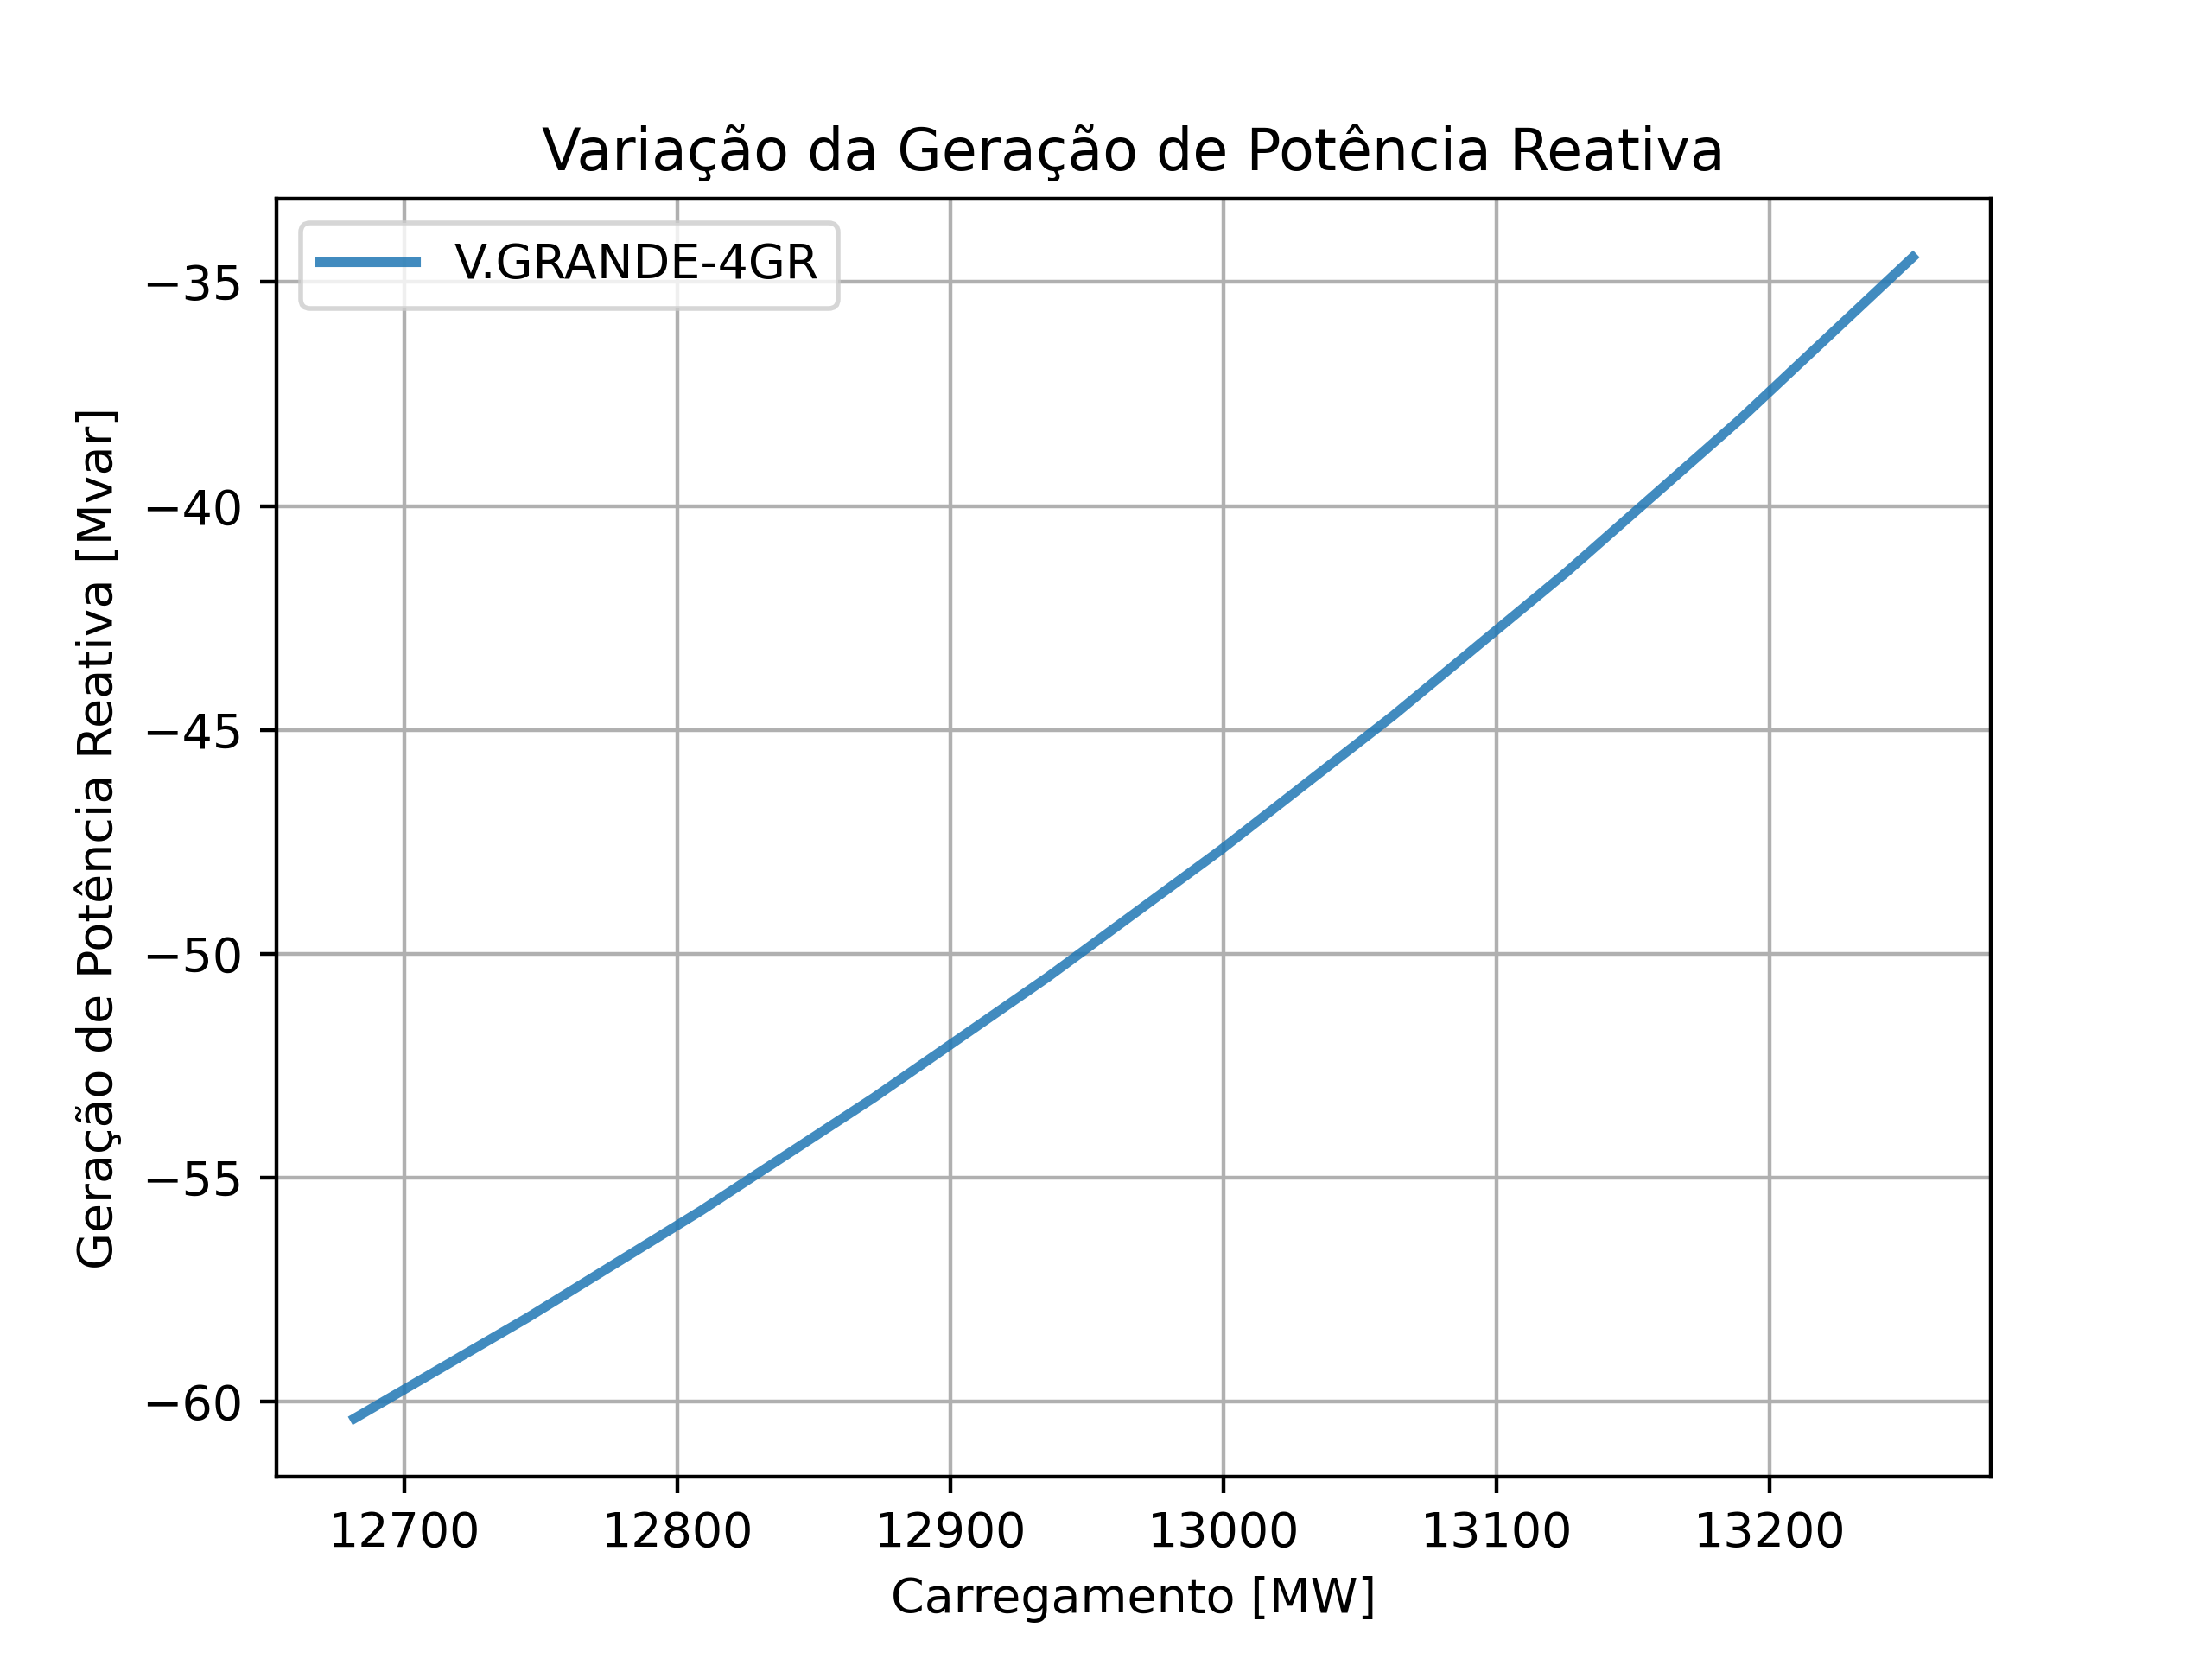 Variação da Geração de Potência Reativa
V.GRANDE-4GR
Geração de Potência Reativa [Mvar]
−35
−40
−45
−50
−55
−60
12700 12800 12900 13000 13100 13200
Carregamento [MW]